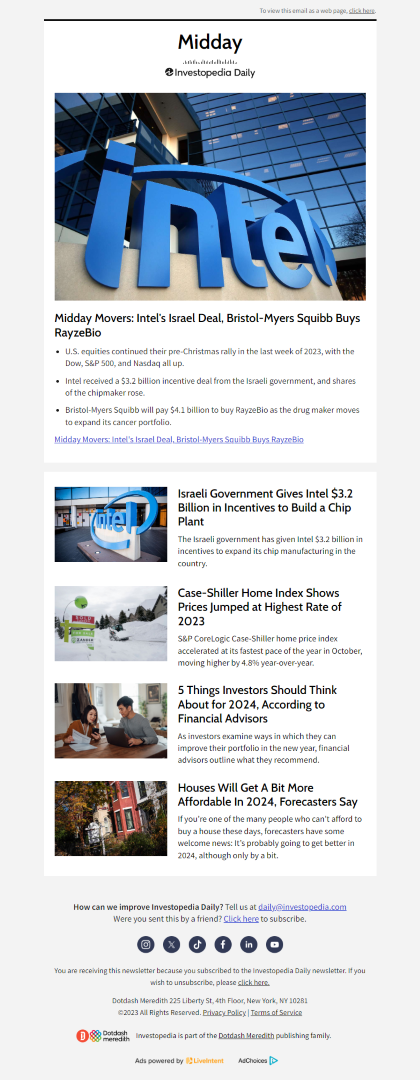 To view this email as a web page, click here.
Midday
Investopedia Daily
intel
Midday Movers: Intel's Israel Deal, Bristol-Myers Squibb Buys
RayzeBio
• U.S. equities continued their pre-Christmas rally in the last week of 2023, with the
Dow, S&P 500, and Nasdaq all up.
• Intel received a $3.2 billion incentive deal from the Israeli government, and shares
of the chipmaker rose.
• Bristol-Myers Squibb will pay $4.1 billion to buy RayzeBio as the drug maker moves
to expand its cancer portfolio.
Midday Movers: Intel's Israel Deal, Bristol-Myers Squibb Buys RayzeBio
intel
Israeli Government Gives Intel $3.2
Billion in Incentives to Build a Chip
Plant
The Israeli government has given Intel $3.2 billion in
incentives to expand its chip manufacturing in the
country.
Case-Shiller Home Index Shows
Prices Jumped at Highest Rate of
2023
S&P CoreLogic Case-Shiller home price index
accelerated at its fastest pace of the year in October,
moving higher by 4.8% year-over-year.
5 Things Investors Should Think
About for 2024, According to
Financial Advisors
As investors examine ways in which they can
improve their portfolio in the new year, financial
advisors outline what they recommend.
Houses Will Get A Bit More
Affordable In 2024, Forecasters Say
If you're one of the many people who can't afford to
buy a house these days, forecasters have some
welcome news: It's probably going to get better in
2024, although only by a bit.
How can we improve Investopedia Daily? Tell us at daily@investopedia.com
Were you sent this by a friend? Click here to subscribe.
You are receiving this newsletter because you subscribed to the Investopedia Daily newsletter. If you
wish to unsubscribe, please click here.
Dotdash Meredith 225 Liberty St, 4th Floor, New York, NY 10281
©2023 All Rights Reserved. Privacy Policy | Terms of Service
Dotdash
meredith
Investopedia is part of the Dotdash Meredith publishing family.
Ads powered by LiveIntent AdChoices